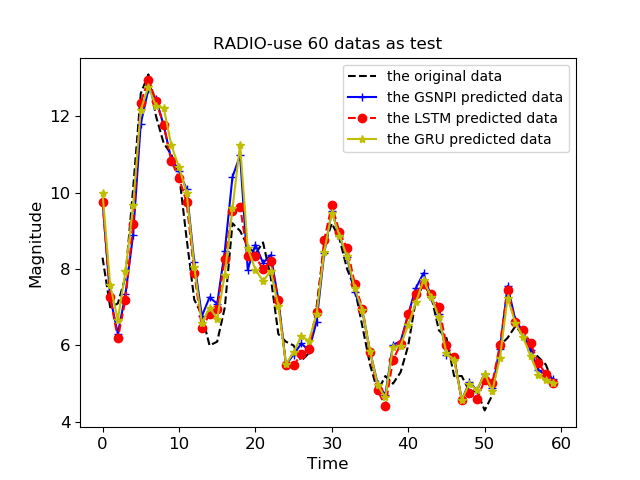 RADIO-use 60 datas as test
the original data
the GSNPI predicted data
the LSTM predicted data
the GRU predicted data
Magnitude
12
10
8
6
4
0 10 20 30 40 50 60
Time